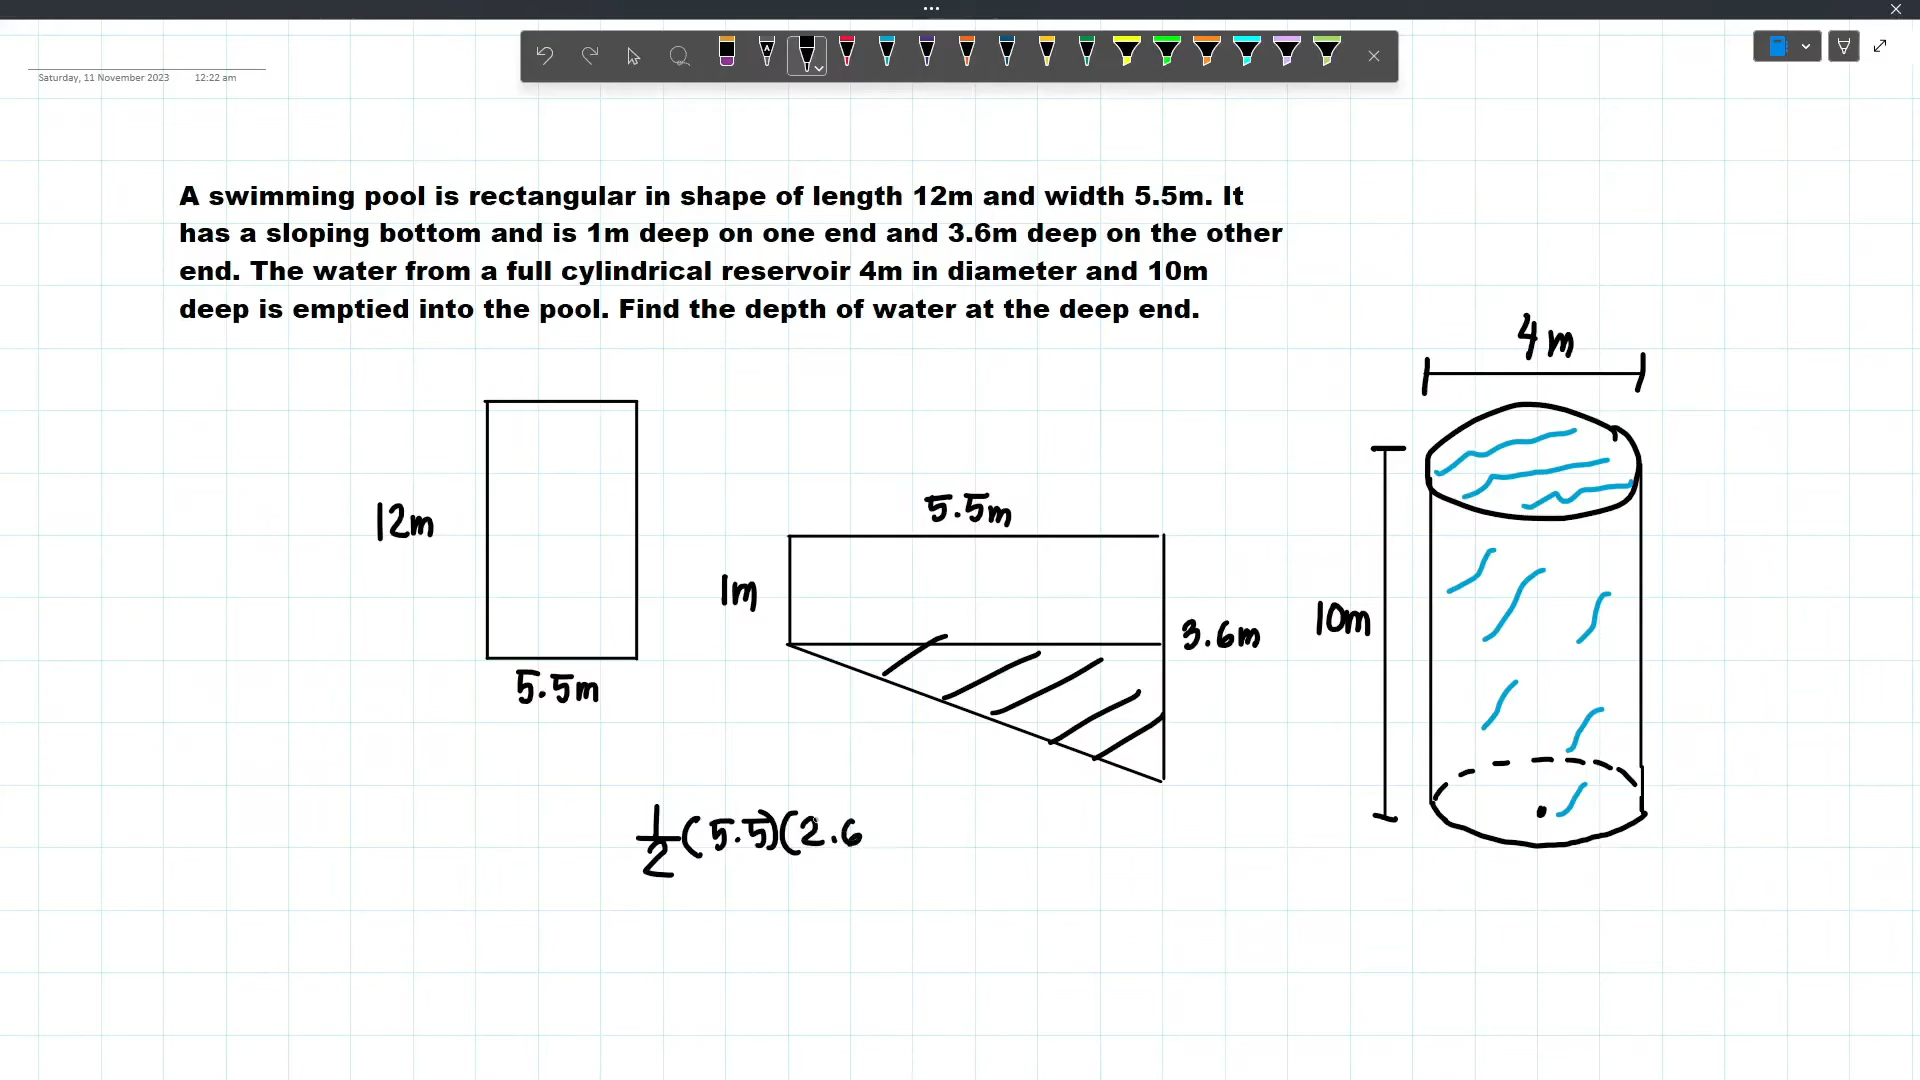 Saturday, 11 November 2023 12:22 am
A swimming pool is rectangular in shape of length 12m and width 5.5m. It
has a sloping bottom and is 1m deep on one end and 3.6m deep on the other
end. The water from a full cylindrical reservoir 4m in diameter and 10m
deep is emptied into the pool. Find the depth of water at the deep end.
4m
12m
5.5m
5.5m
1m
3.6m
10m
1/2(5.5)(2.6